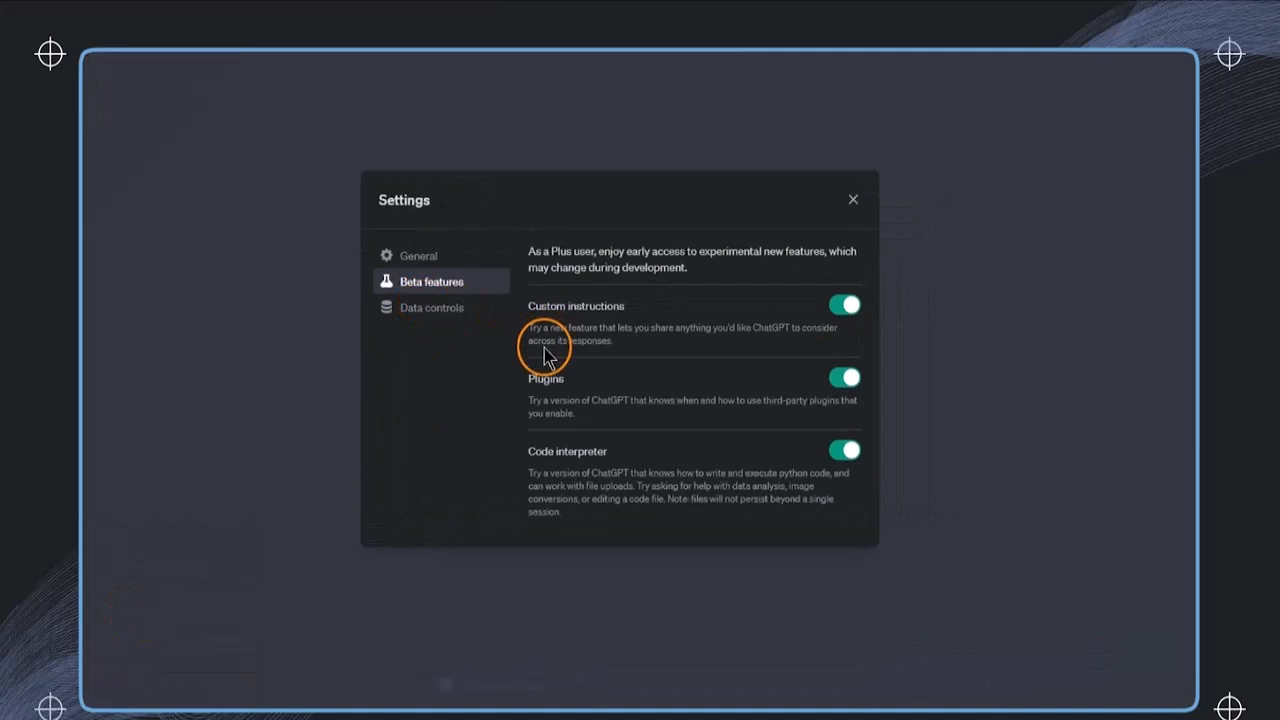 Settings
General
Beta features
Data controls
As a Plus user, enjoy early access to experimental new features, which
may change during development.
Custom instructions
Try a new feature that lets you share anything you'd like ChatGPT to consider
across its responses.
Plugins
Try a version of ChatGPT that knows when and how to use third-party plugins that
you enable.
Code interpreter
Try a version of ChatGPT that knows how to write and execute python code, and
can work with file uploads. Try asking for help with data analysis, image
conversions, or editing a code file. Note: files will not persist beyond a single
session.